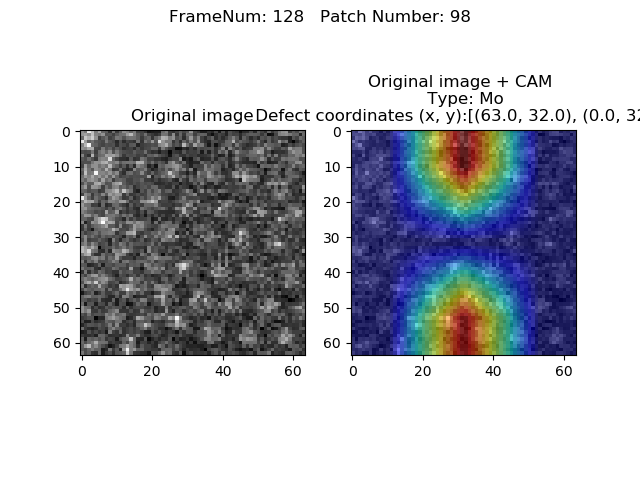 FrameNum: 128   Patch Number: 98
Original image + CAM
Type: Mo
Original image
Defect coordinates (x, y):[(63.0, 32.0), (0.0, 32
0
10
20
30
40
50
60
0 20 40 60
0
10
20
30
40
50
60
0 20 40 60